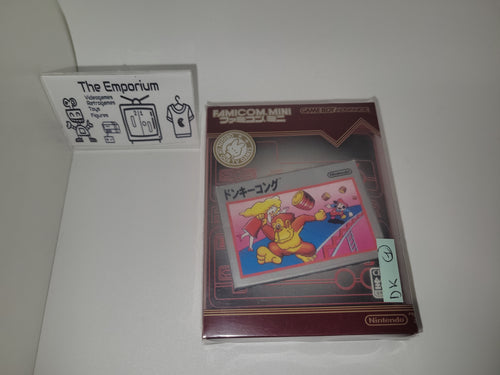 The Emporium
Videogames
Retrogames
Toys
Figures
FAMICOM MINI
ファミコンミニ
GAME BOY ADVANCE
Nintendo
ドンキーコング
DK 1
Nintendo